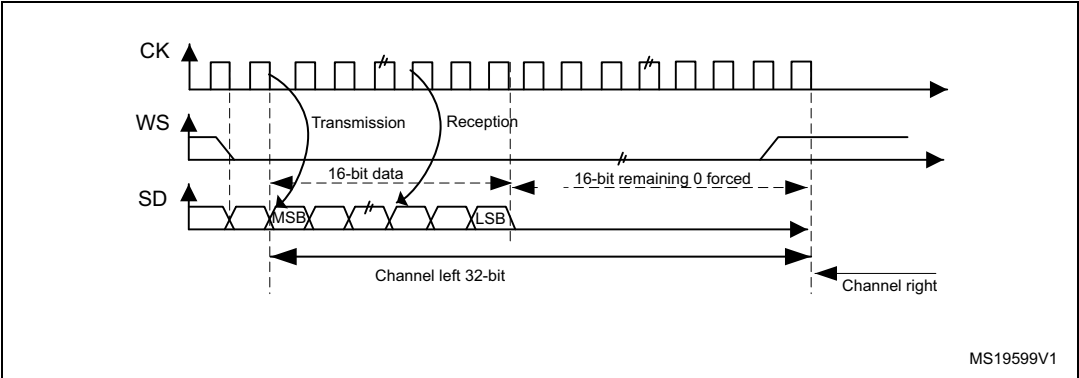 CK
Transmission
Reception
WS
16-bit data
16-bit remaining 0 forced
SD
MSB
LSB
Channel left 32-bit
Channel right
MS19599V1